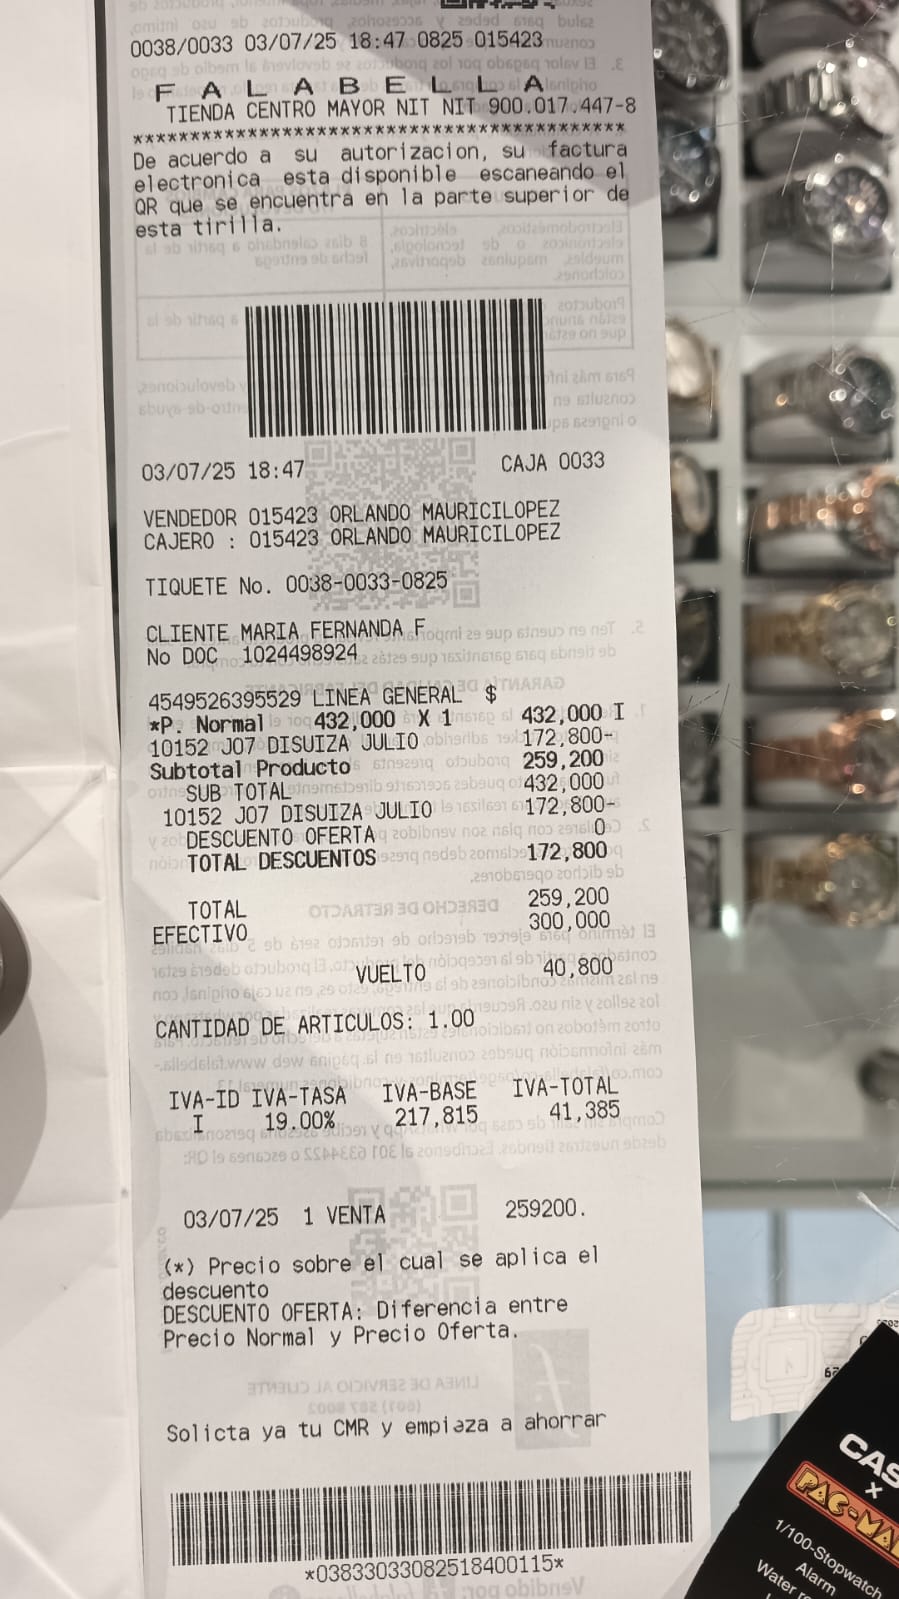 0038/0033 03/07/25 18:47 0825 015423
F A L A B E L L A
TIENDA CENTRO MAYOR NIT NIT 900.017.447-8
*******************************************
De acuerdo a su autorizacion, su factura
electronica esta disponible escaneando el
QR que se encuentra en la parte superior de
esta tirilla.
03/07/25 18:47 CAJA 0033
VENDEDOR 015423 ORLANDO MAURICILOPEZ
CAJERO : 015423 ORLANDO MAURICILOPEZ
TIQUETE No. 0038-0033-0825
CLIENTE MARIA FERNANDA F
No DOC 1024498924
4549526395529 LINEA GENERAL $
*P. Normal 432,000 X 1 432,000 I
10152 J07 DISUIZA JULIO 172,800-
Subtotal Producto 259,200
SUB TOTAL 432,000
10152 J07 DISUIZA JULIO 172,800-
DESCUENTO OFERTA 0
TOTAL DESCUENTOS 172,800
TOTAL 259,200
EFECTIVO 300,000
VUELTO 40,800
CANTIDAD DE ARTICULOS: 1.00
IVA-ID IVA-TASA IVA-BASE IVA-TOTAL
I 19.00% 217,815 41,385
03/07/25 1 VENTA 259200.
(*) Precio sobre el cual se aplica el
descuento
DESCUENTO OFERTA: Diferencia entre
Precio Normal y Precio Oferta.
Solicta ya tu CMR y empieza a ahorrar
*03833033082518400115*
CAS
x
PAC-MA
1/100-Stopwatch
Alarm
Water